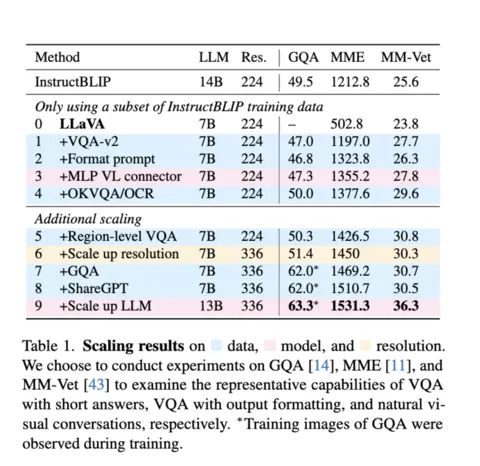 Method LLM Res. GQA MME MM-Vet
InstructBLIP 14B 224 49.5 1212.8 25.6
Only using a subset of InstructBLIP training data
0 LLaVA 7B 224 – 502.8 23.8
1 +VQA-v2 7B 224 47.0 1197.0 27.7
2 +Format prompt 7B 224 46.8 1323.8 26.3
3 +MLP VL connector 7B 224 47.3 1355.2 27.8
4 +OKVQA/OCR 7B 224 50.0 1377.6 29.6
Additional scaling
5 +Region-level VQA 7B 224 50.3 1426.5 30.8
6 +Scale up resolution 7B 336 51.4 1450 30.3
7 +GQA 7B 336 62.0* 1469.2 30.7
8 +ShareGPT 7B 336 62.0* 1510.7 30.5
9 +Scale up LLM 13B 336 63.3* 1531.3 36.3
Table 1. Scaling results on data, model, and resolution.
We choose to conduct experiments on GQA [14], MME [11], and
MM-Vet [43] to examine the representative capabilities of VQA
with short answers, VQA with output formatting, and natural vi-
sual conversations, respectively. *Training images of GQA were
observed during training.